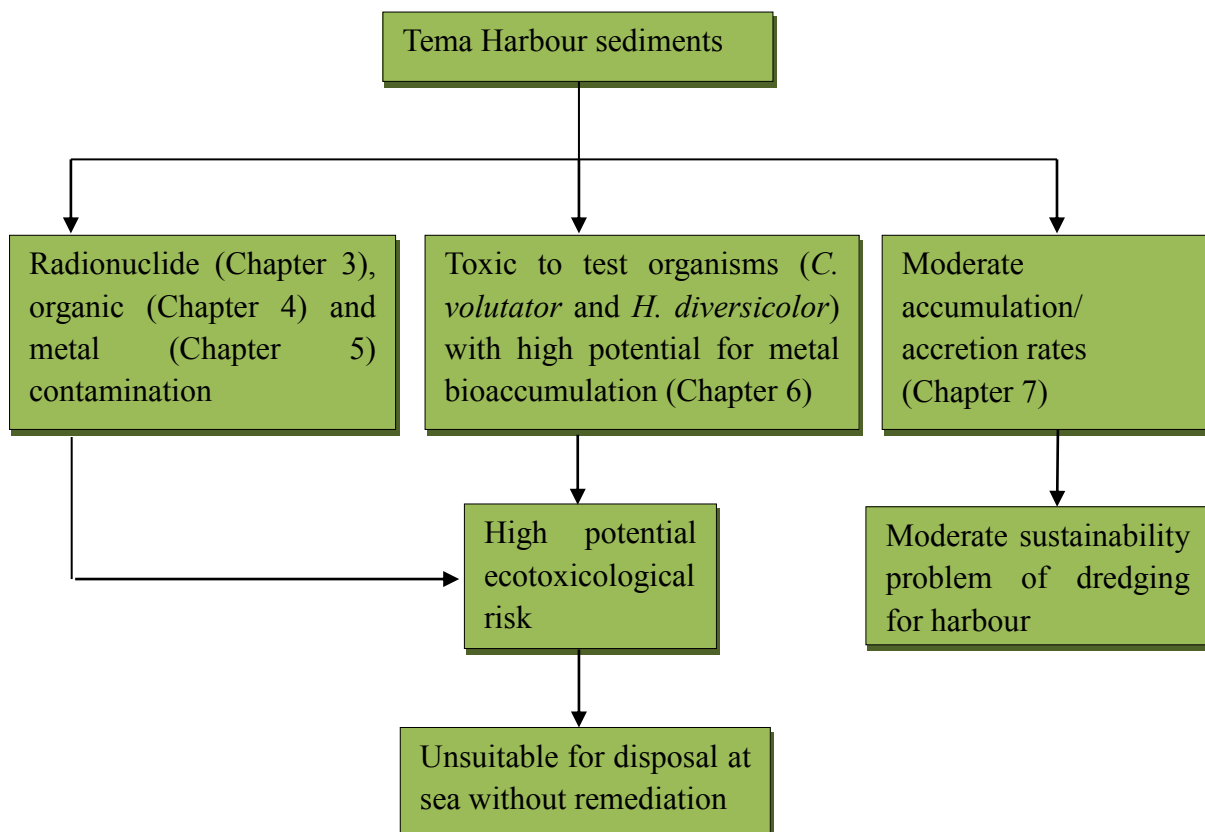 Tema Harbour sediments
Radionuclide (Chapter 3),
organic (Chapter 4) and
metal (Chapter 5)
contamination
Toxic to test organisms (C.
volutator and H. diversicolor)
with high potential for metal
bioaccumulation (Chapter 6)
Moderate
accumulation/
accretion rates
(Chapter 7)
High potential
ecotoxicological
risk
Moderate sustainability
problem of dredging
for harbour
Unsuitable for disposal at
sea without remediation